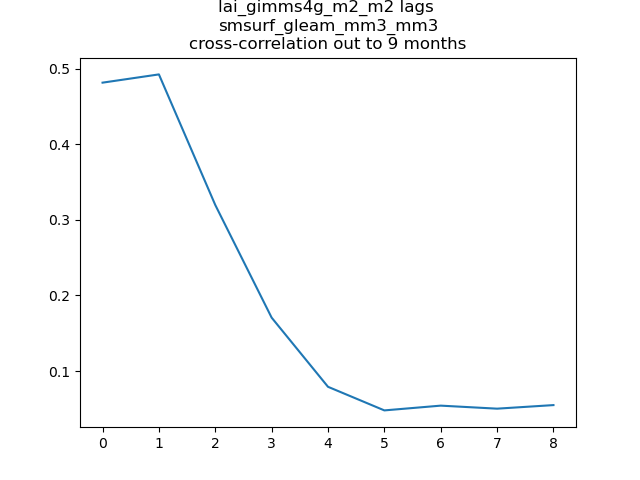 lai_gimms4g_m2_m2 lags
smsurf_gleam_mm3_mm3
cross-correlation out to 9 months
0.5
0.4
0.3
0.2
0.1
0 1 2 3 4 5 6 7 8